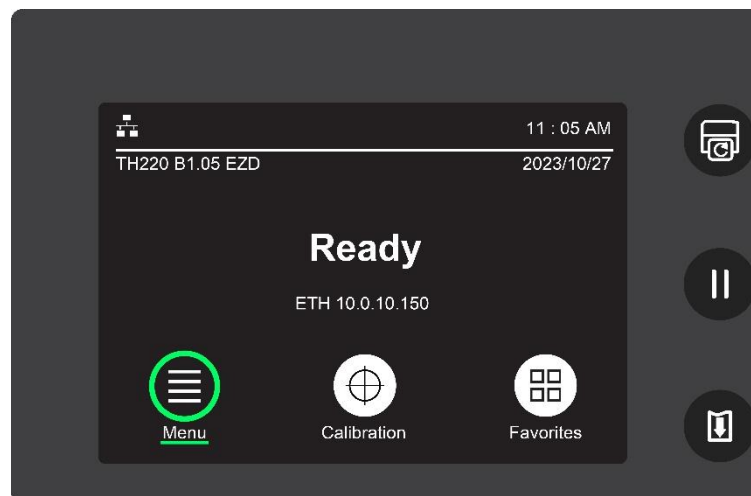 11 : 05 AM
TH220 B1.05 EZD 2023/10/27
Ready
ETH 10.0.10.150
Menu Calibration Favorites